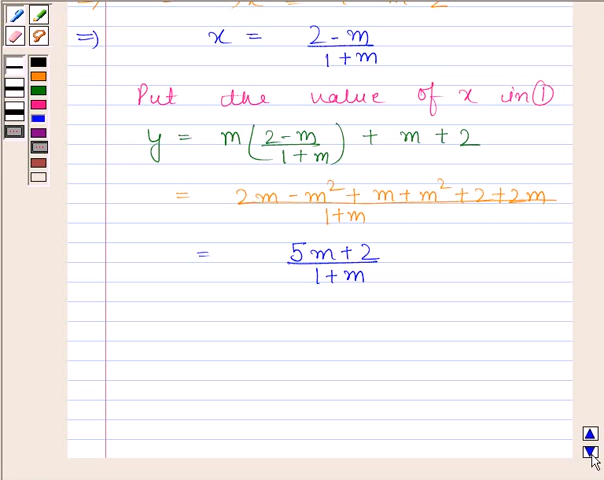 ⇒ x = (2 - m)/(1 + m)
Put the value of x in ①
y = m((2 - m)/(1 + m)) + m + 2
= (2m - m² + m + m² + 2 + 2m)/(1 + m)
= (5m + 2)/(1 + m)